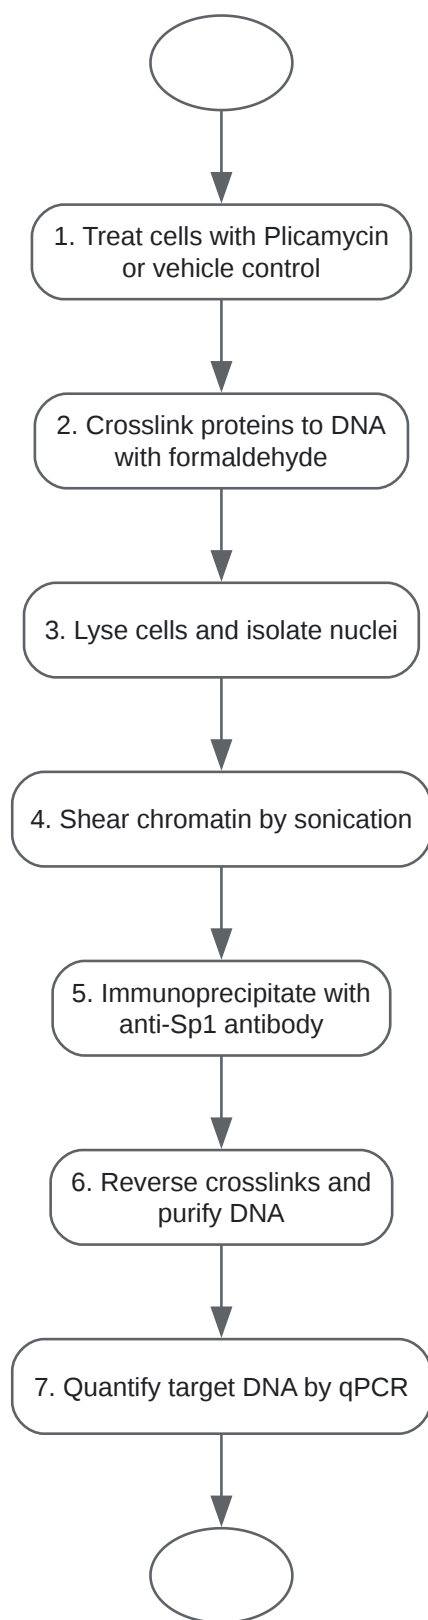 1. Treat cells with Plicamycin
or vehicle control
2. Crosslink proteins to DNA
with formaldehyde
3. Lyse cells and isolate nuclei
4. Shear chromatin by sonication
5. Immunoprecipitate with
anti-Sp1 antibody
6. Reverse crosslinks and
purify DNA
7. Quantify target DNA by qPCR